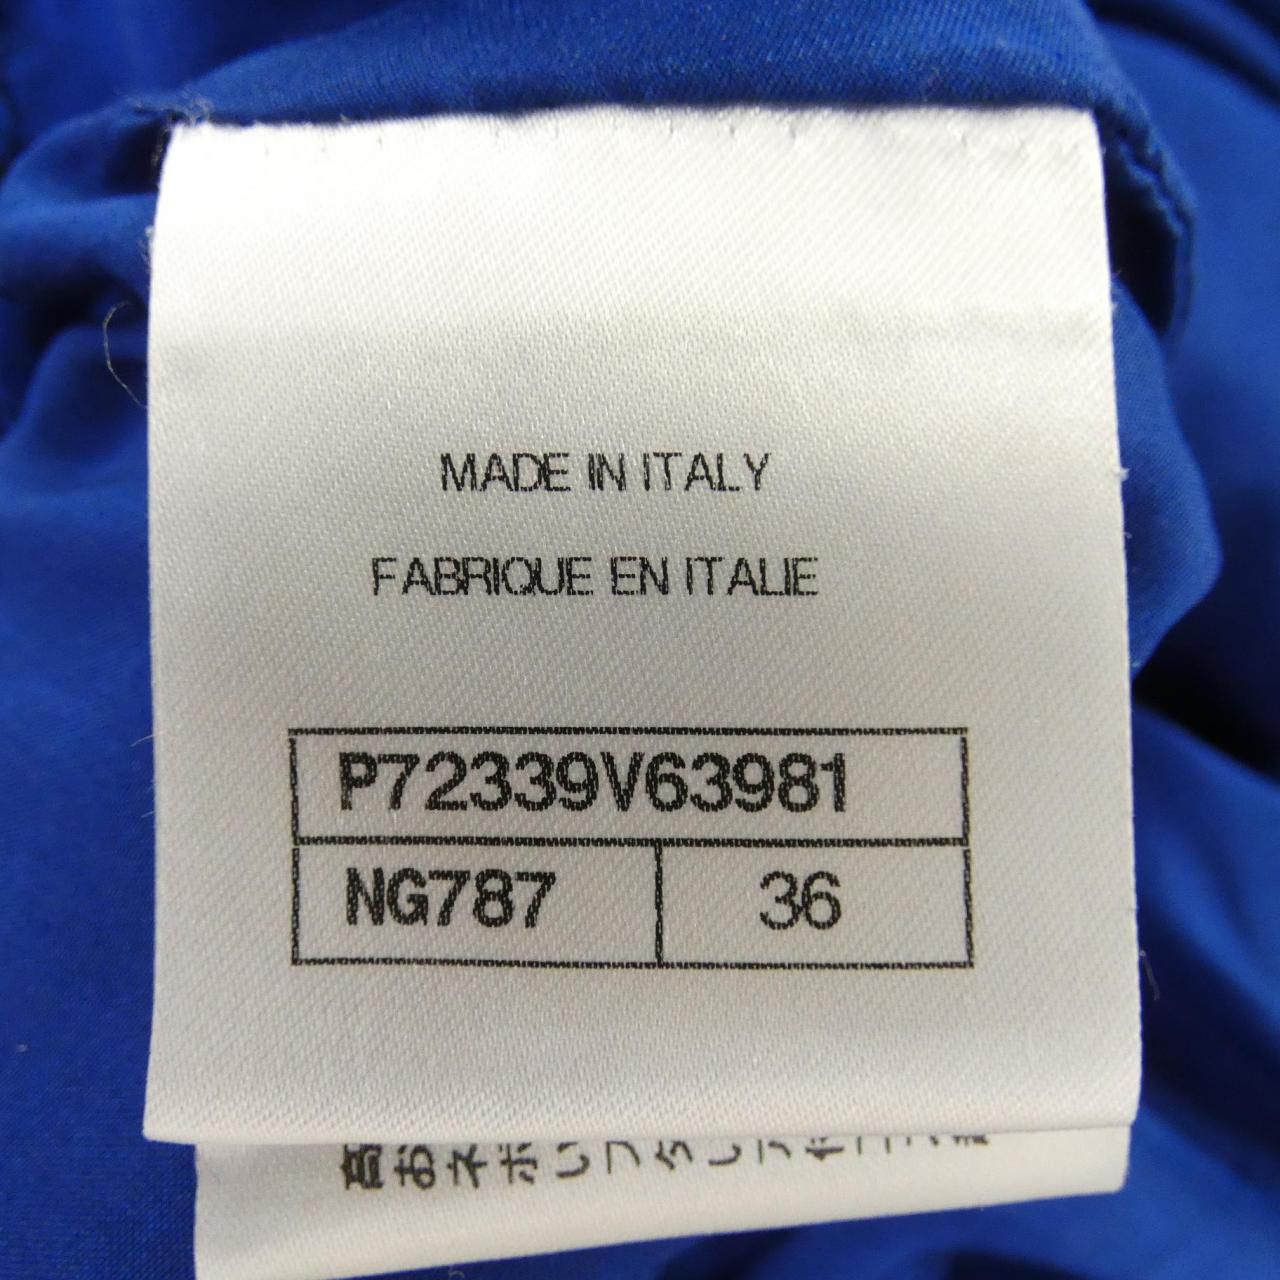 MADE IN ITALY
FABRIQUE EN ITALIE
P72339V63981
NG787 36